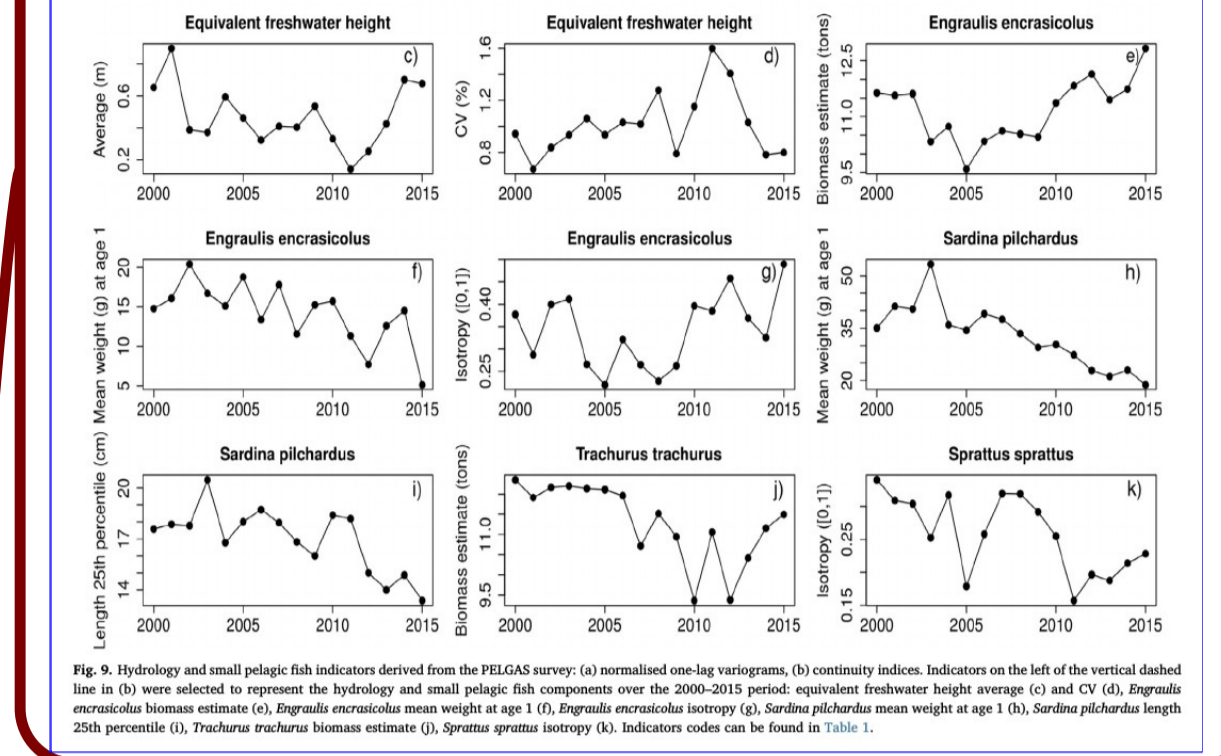 Equivalent freshwater height
Average (m)
c)
0.6
0.2
2000 2005 2010 2015
Equivalent freshwater height
CV (%)
d)
1.6
1.2
0.8
2000 2005 2010 2015
Engraulis encrasicolus
Biomass estimate (tons)
e)
12.5
11.0
9.5
2000 2005 2010 2015
Engraulis encrasicolus
Mean weight (g) at age 1
f)
20
15
10
5
2000 2005 2010 2015
Engraulis encrasicolus
Isotropy ([0,1])
g)
0.40
0.25
2000 2005 2010 2015
Sardina pilchardus
Mean weight (g) at age 1
h)
50
35
20
2000 2005 2010 2015
Sardina pilchardus
Length 25th percentile (cm)
i)
20
17
14
2000 2005 2010 2015
Trachurus trachurus
Biomass estimate (tons)
j)
11.0
9.5
2000 2005 2010 2015
Sprattus sprattus
Isotropy ([0,1])
k)
0.25
0.15
2000 2005 2010 2015
Fig. 9. Hydrology and small pelagic fish indicators derived from the PELGAS survey: (a) normalised one-lag variograms, (b) continuity indices. Indicators on the left of the vertical dashed
line in (b) were selected to represent the hydrology and small pelagic fish components over the 2000–2015 period: equivalent freshwater height average (c) and CV (d), Engraulis
encrasicolus biomass estimate (e), Engraulis encrasicolus mean weight at age 1 (f), Engraulis encrasicolus isotropy (g), Sardina pilchardus mean weight at age 1 (h), Sardina pilchardus length
25th percentile (i), Trachurus trachurus biomass estimate (j), Sprattus sprattus isotropy (k). Indicators codes can be found in Table 1.